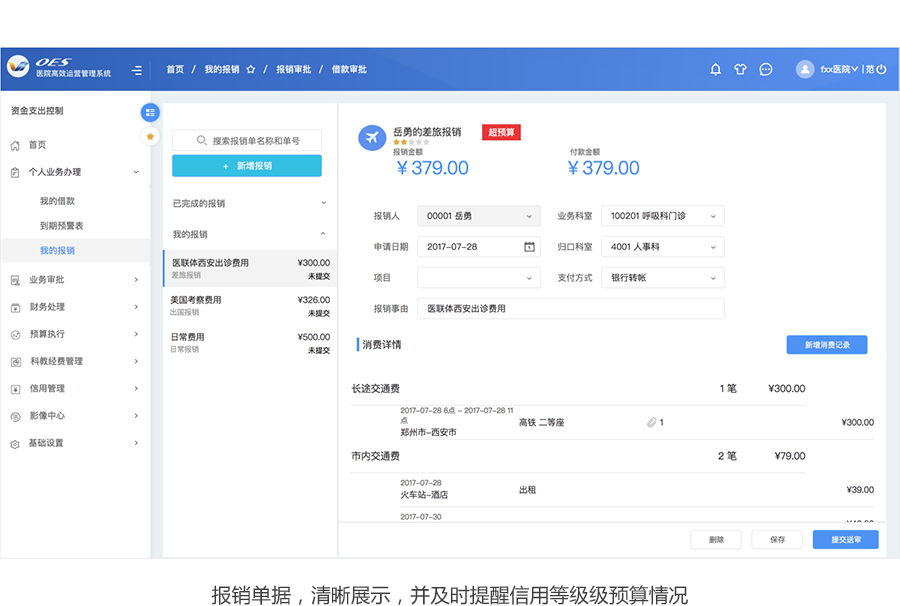 OES
医院高效运营管理系统
首页 / 我的报销 / 报销审批 / 借款审批
fxx医院 | 范
资金支出控制
首页
个人业务办理
我的借款
到期预警表
我的报销
业务审批
财务处理
预算执行
科教经费管理
信用管理
影像中心
基础设置
搜索报销单名称和单号
+ 新增报销
已完成的报销
我的报销
医联体西安出诊费用 ¥300.00
差旅报销 未提交
美国考察费用 ¥326.00
出国报销 未提交
日常费用 ¥500.00
日常报销 未提交
岳勇的差旅报销 超预算
报销金额 付款金额
¥379.00 ¥379.00
报销人 00001 岳勇 业务科室 100201 呼吸科门诊
申请日期 2017-07-28 归口科室 4001 人事科
项目 支付方式 银行转帐
报销事由 医联体西安出诊费用
消费详情 新增消费记录
长途交通费 1 笔 ¥300.00
2017-07-28 6点 – 2017-07-28 11
点
郑州市–西安市 高铁 二等座 1 ¥300.00
市内交通费 2 笔 ¥79.00
2017-07-28
火车站–酒店 出租 ¥39.00
2017-07-30
删除 保存 提交送审
报销单据，清晰展示，并及时提醒信用等级级预算情况